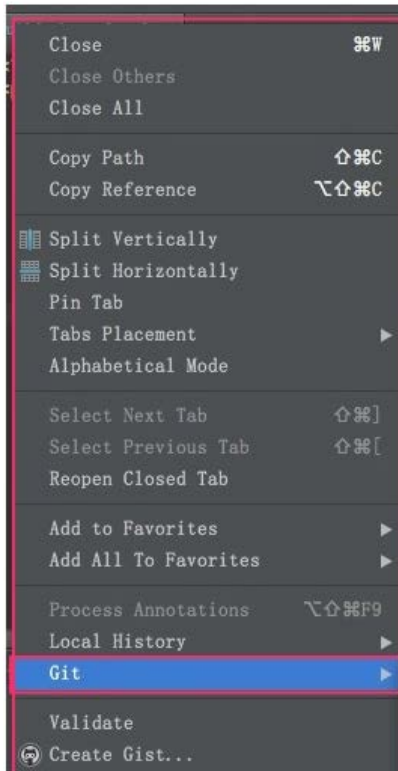 Close ⌘W
Close Others
Close All
Copy Path ⇧⌘C
Copy Reference ⌥⇧⌘C
Split Vertically
Split Horizontally
Pin Tab
Tabs Placement ▶
Alphabetical Mode
Select Next Tab ⇧⌘]
Select Previous Tab ⇧⌘[
Reopen Closed Tab
Add to Favorites ▶
Add All To Favorites ▶
Process Annotations ⌥⇧⌘F9
Local History ▶
Git ▶
Validate
Create Gist...